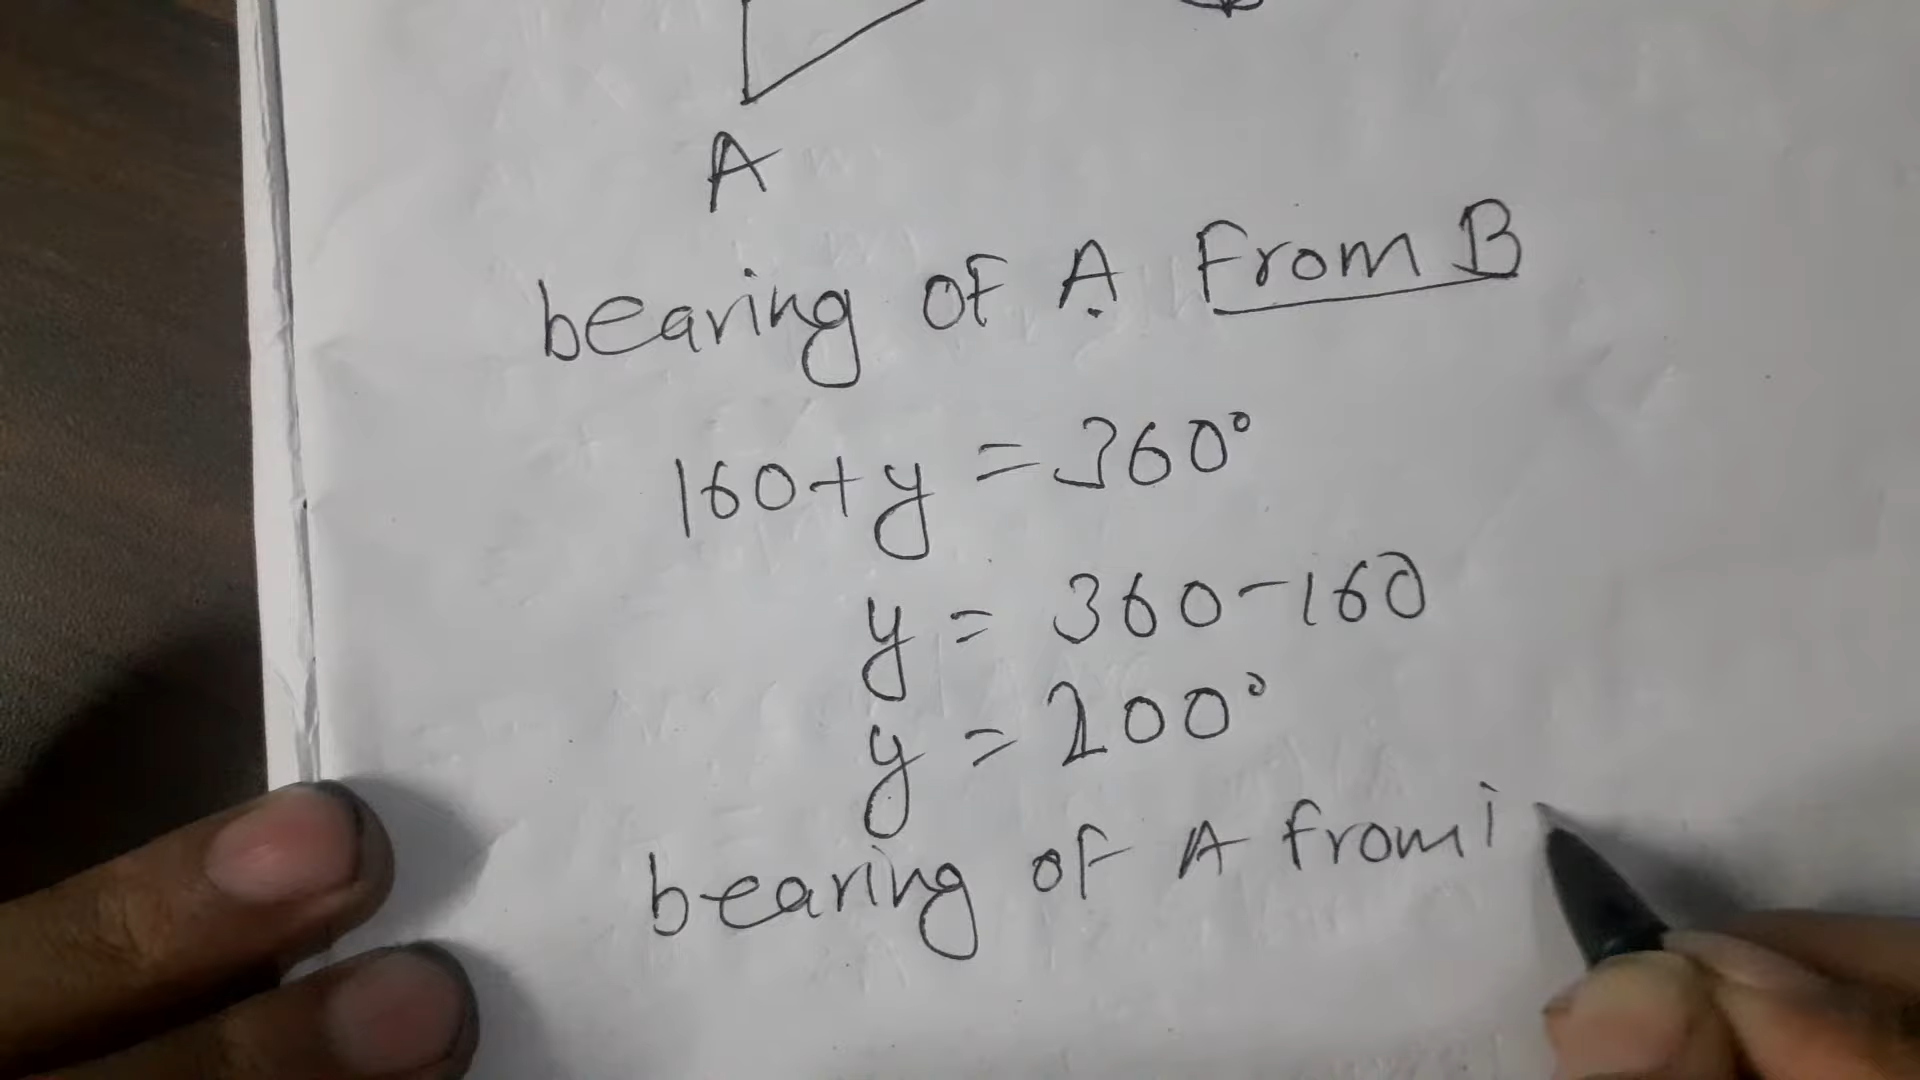 A
bearing of A From B
160+y = 360°
y = 360-160
y = 200°
bearing of A from